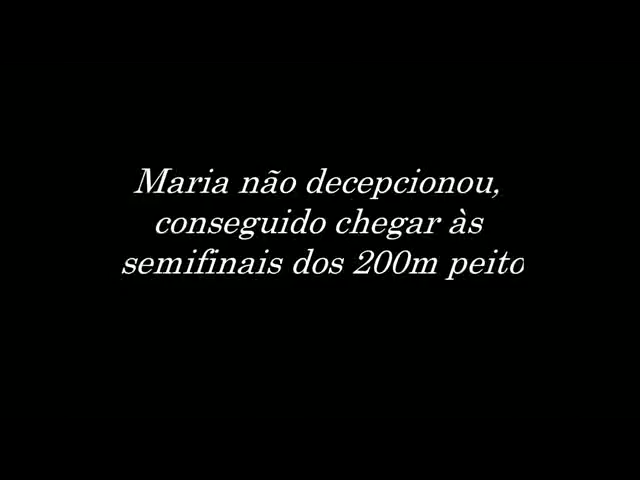 Maria não decepcionou,
conseguido chegar às
semifinais dos 200m peito